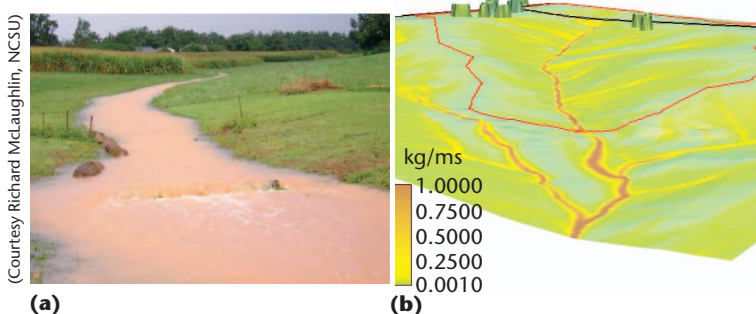 (Courtesy Richard McLaughlin, NCSU)
kg/ms
1.0000
0.7500
0.5000
0.2500
0.0010
(a)
(b)